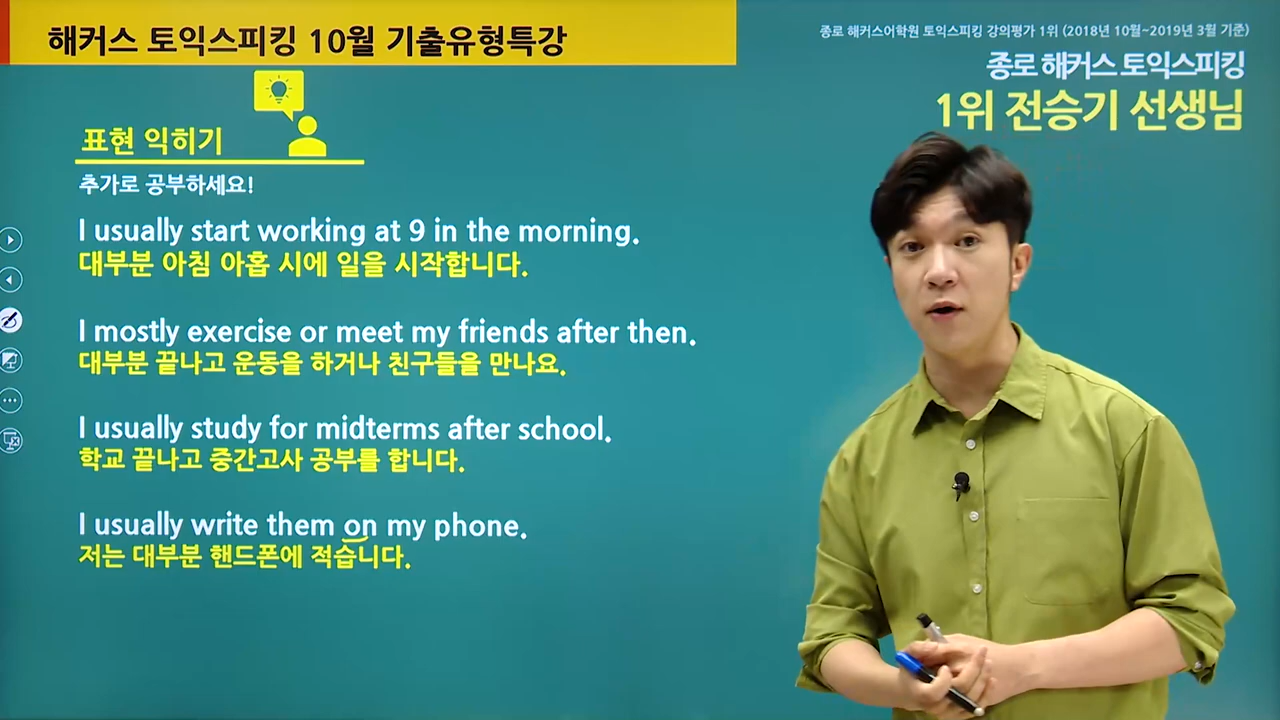 해커스 토익스피킹 10월 기출유형특강
종로 해커스어학원 토익스피킹 강의평가 1위 (2018년 10월~2019년 3월 기준)
종로 해커스 토익스피킹
1위 전승기 선생님
표현 익히기
추가로 공부하세요!
I usually start working at 9 in the morning.
대부분 아침 아홉 시에 일을 시작합니다.
I mostly exercise or meet my friends after then.
대부분 끝나고 운동을 하거나 친구들을 만나요.
I usually study for midterms after school.
학교 끝나고 중간고사 공부를 합니다.
I usually write them on my phone.
저는 대부분 핸드폰에 적습니다.